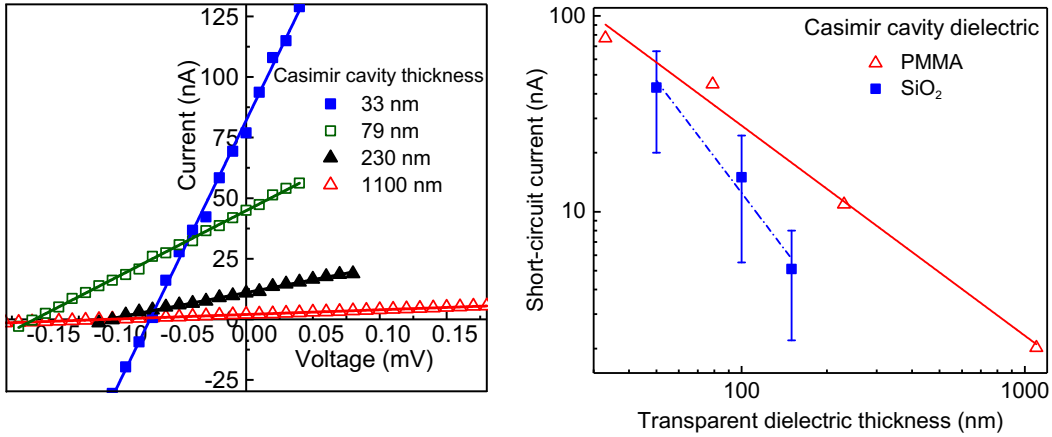 125
100
75
50
25
0
-25
Current (nA)
Casimir cavity thickness
33 nm
79 nm
230 nm
1100 nm
-0.15
-0.10
-0.05
0.00
0.05
0.10
0.15
Voltage (mV)
100
10
Short-circuit current (nA)
Casimir cavity dielectric
PMMA
SiO₂
100
1000
Transparent dielectric thickness (nm)